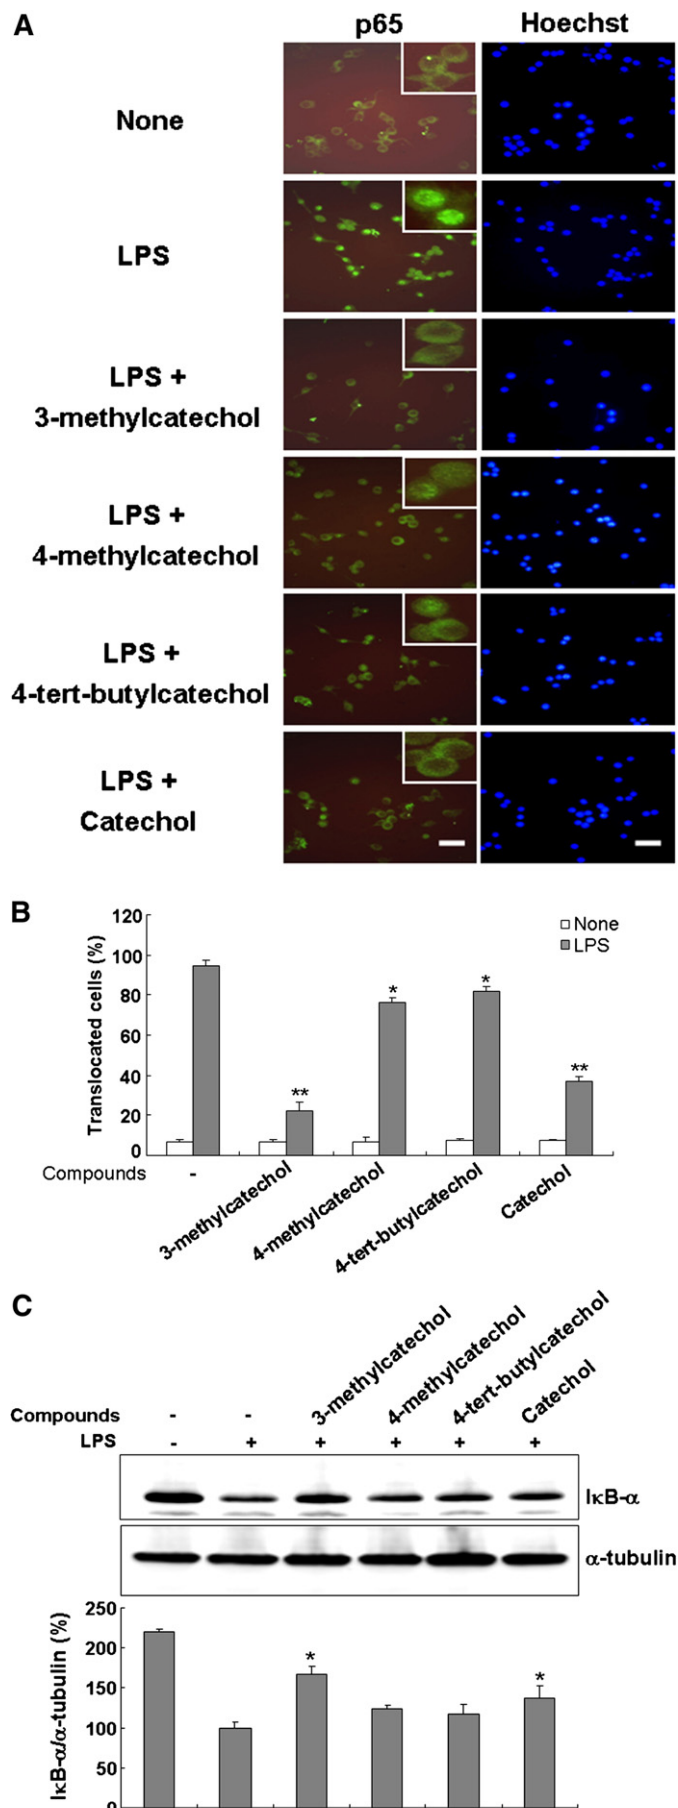 A
p65 Hoechst
None
LPS
LPS +
3-methylcatechol
LPS +
4-methylcatechol
LPS +
4-tert-butylcatechol
LPS +
Catechol
B
Translocated cells (%)
120
100
80
60
40
20
0
None
LPS
**
*
*
**
Compounds - 3-methylcatechol 4-methylcatechol 4-tert-butylcatechol Catechol
C
Compounds - - 3-methylcatechol 4-methylcatechol 4-tert-butylcatechol Catechol
LPS - + + + + +
IκB-α
α-tubulin
IκB-α/α-tubulin (%)
250
200
150
100
50
0
*
*